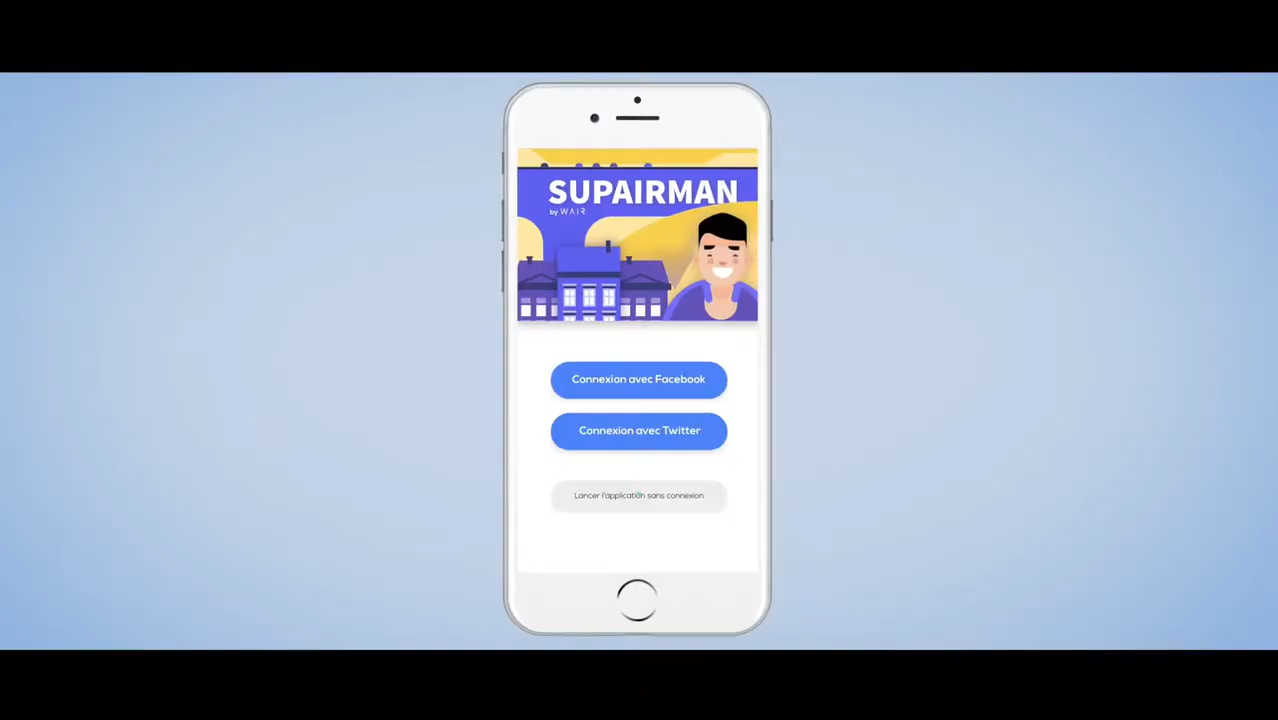 SUPAIRMAN
by WAIR
Connexion avec Facebook
Connexion avec Twitter
Lancer l'application sans connexion